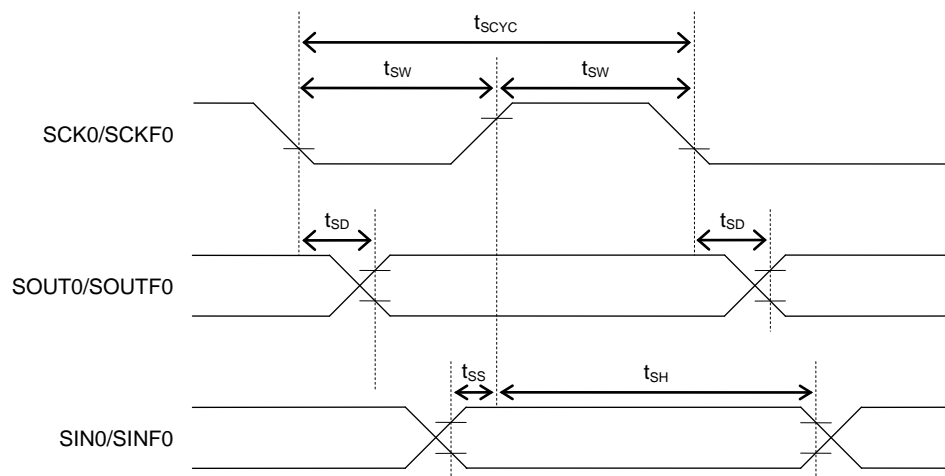 tSCYC
tSW tSW
SCK0/SCKF0
tSD tSD
SOUT0/SOUTF0
tSS tSH
SIN0/SINF0